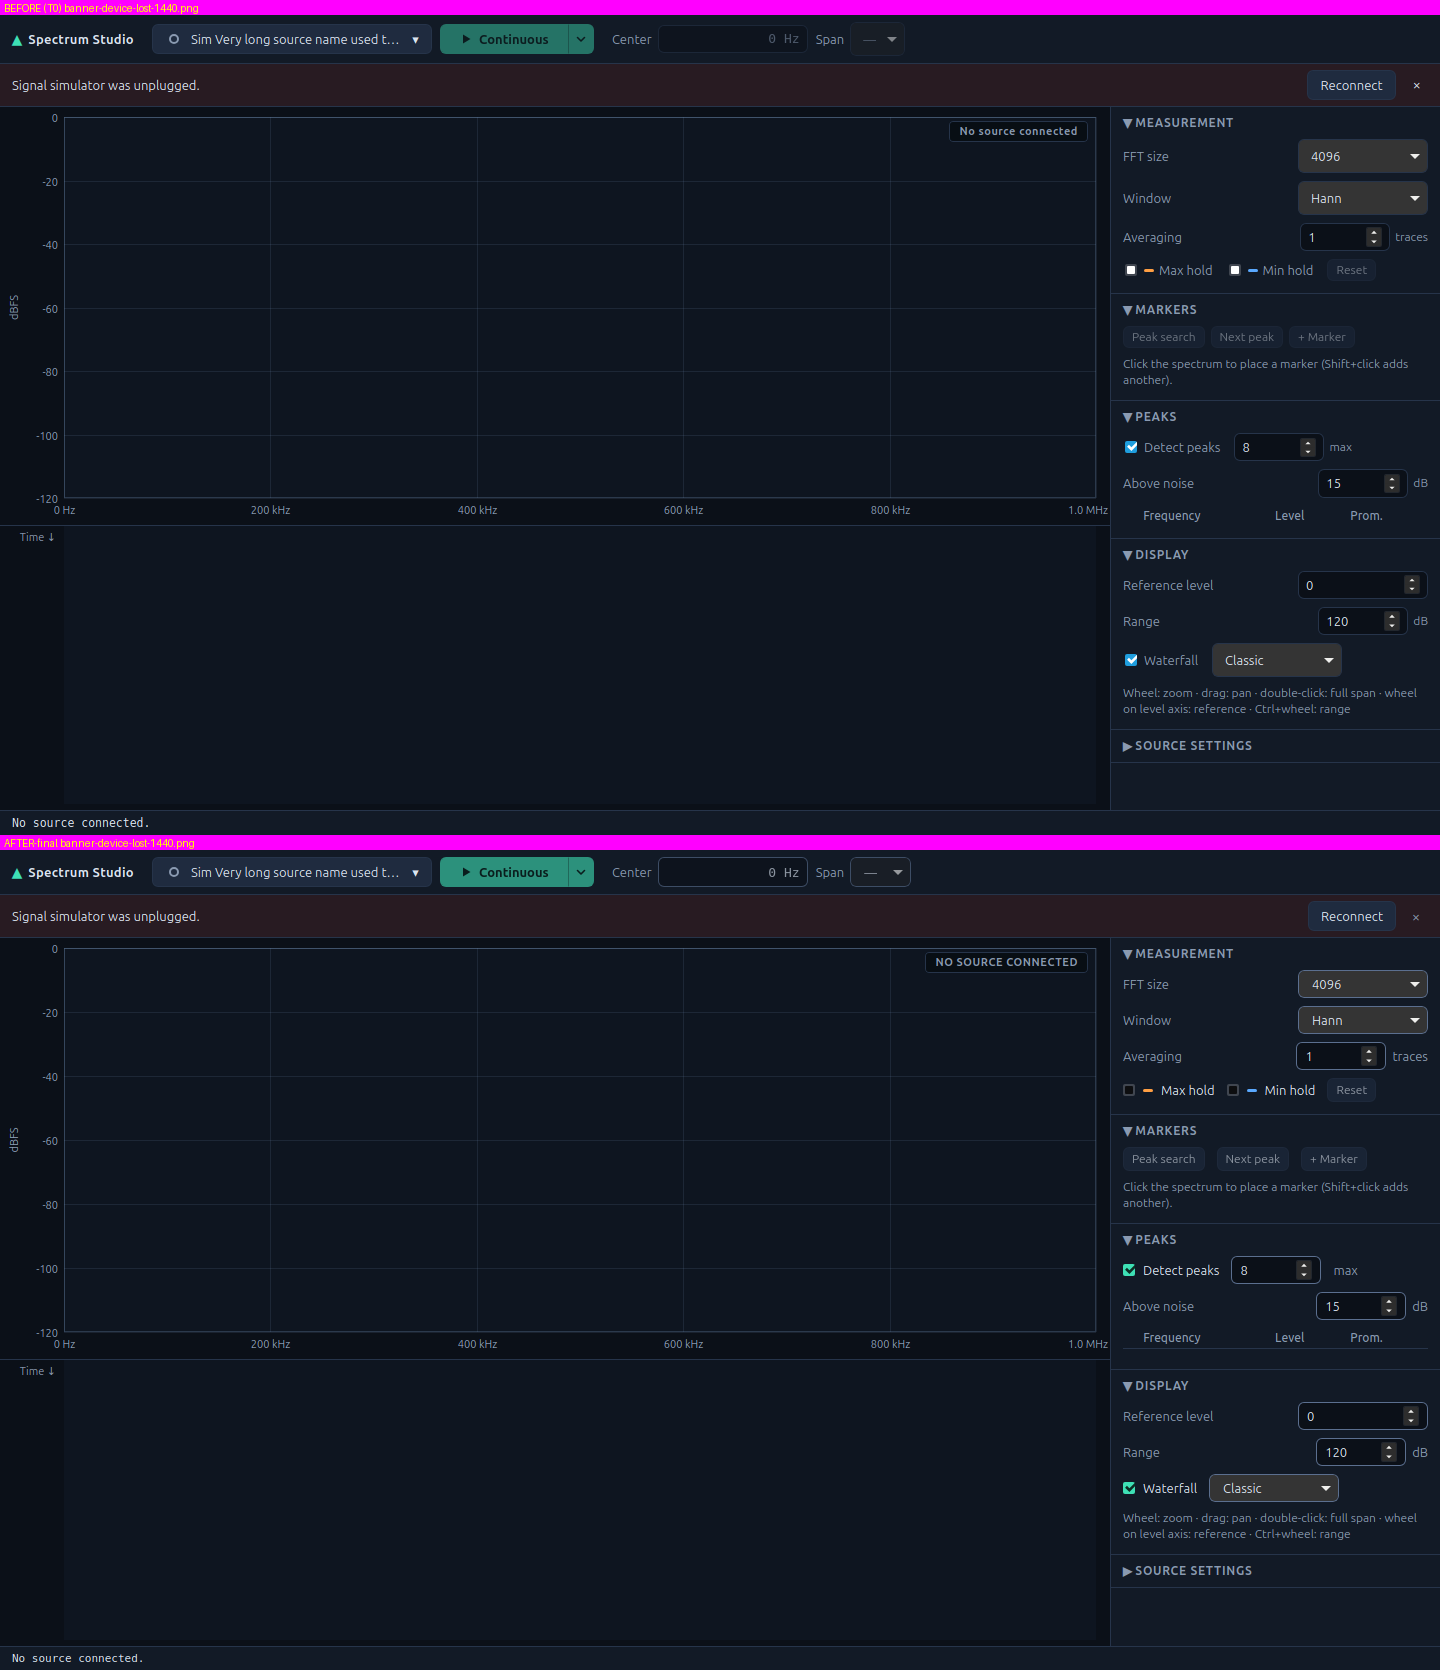 BEFORE (T0) banner-device-lost-1440.png
▲ Spectrum Studio Sim Very long source name used t... ▾ ▶ Continuous Center 0 Hz Span —
Signal simulator was unplugged. Reconnect ×
0 No source connected
-20
-40
-60
-80
-100
-120
dBFS
0 Hz 200 kHz 400 kHz 600 kHz 800 kHz 1.0 MHz
Time ↓
▼ MEASUREMENT
FFT size 4096
Window Hann
Averaging 1 traces
Max hold Min hold Reset
▼ MARKERS
Peak search Next peak + Marker
Click the spectrum to place a marker (Shift+click adds
another).
▼ PEAKS
Detect peaks 8 max
Above noise 15 dB
Frequency Level Prom.
▼ DISPLAY
Reference level 0
Range 120 dB
Waterfall Classic
Wheel: zoom · drag: pan · double-click: full span · wheel
on level axis: reference · Ctrl+wheel: range
▶ SOURCE SETTINGS
No source connected.
AFTER-final banner-device-lost-1440.png
▲ Spectrum Studio Sim Very long source name used t... ▾ ▶ Continuous Center 0 Hz Span —
Signal simulator was unplugged. Reconnect ×
0 NO SOURCE CONNECTED
-20
-40
-60
-80
-100
-120
dBFS
0 Hz 200 kHz 400 kHz 600 kHz 800 kHz 1.0 MHz
Time ↓
▼ MEASUREMENT
FFT size 4096
Window Hann
Averaging 1 traces
Max hold Min hold Reset
▼ MARKERS
Peak search Next peak + Marker
Click the spectrum to place a marker (Shift+click adds
another).
▼ PEAKS
Detect peaks 8 max
Above noise 15 dB
Frequency Level Prom.
▼ DISPLAY
Reference level 0
Range 120 dB
Waterfall Classic
Wheel: zoom · drag: pan · double-click: full span · wheel
on level axis: reference · Ctrl+wheel: range
▶ SOURCE SETTINGS
No source connected.